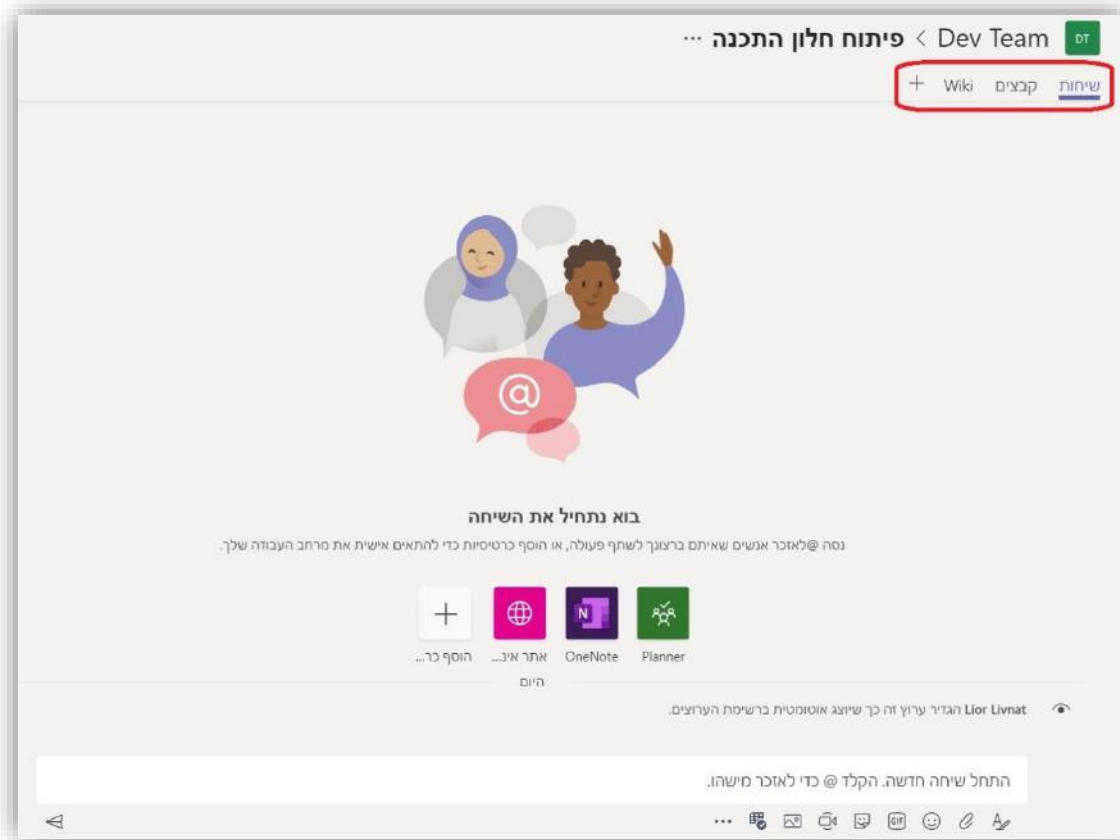 DT Dev Team > פיתוח חלון התכנה ...
שיחות קבצים Wiki +
@
בוא נתחיל את השיחה
נסה @לאזכר אנשים שאיתם ברצונך לשתף פעולה, או הוסף כרטיסיות כדי להתאים אישית את מרחב העבודה שלך.
N
Planner OneNote אתר אינ... הוסף כר...
היום
Lior Livnat הגדיר ערוץ זה כך שיוצג אוטומטית ברשימת הערוצים.
התחל שיחה חדשה. הקלד @ כדי לאזכר מישהו.
GIF ...